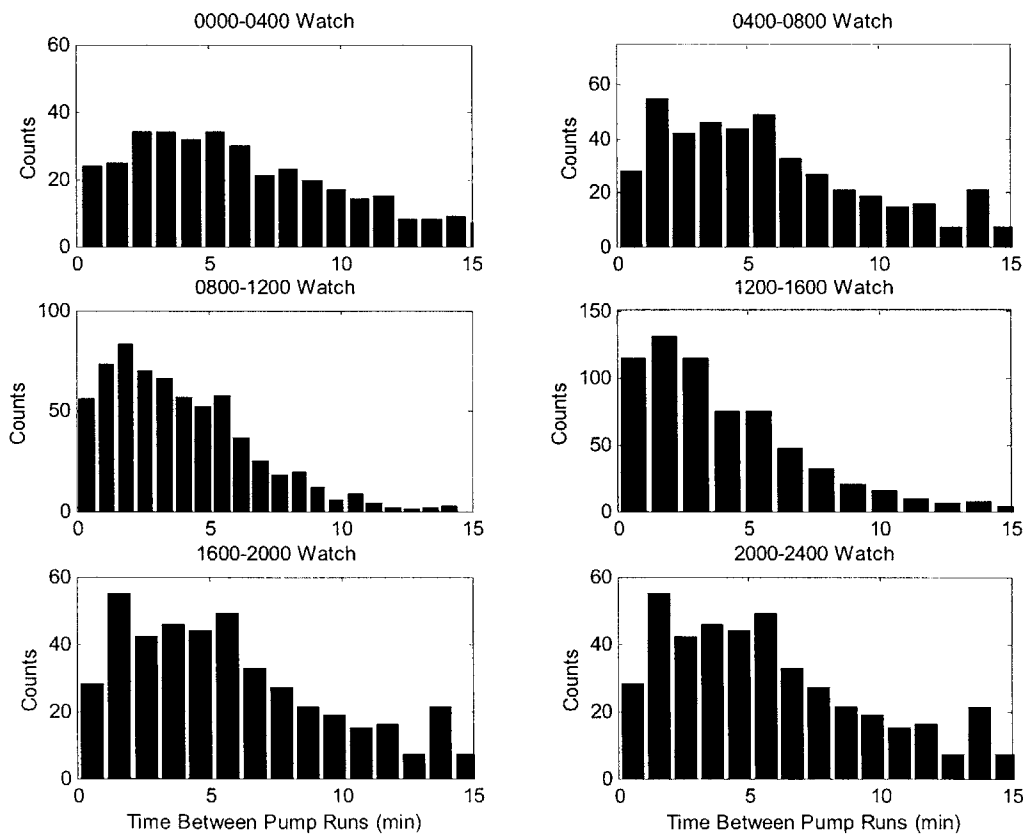 0000-0400 Watch
60
40
20
0
Counts
0 5 10 15
0400-0800 Watch
60
40
20
0
Counts
0 5 10 15
0800-1200 Watch
100
50
0
Counts
0 5 10 15
1200-1600 Watch
150
100
50
0
Counts
0 5 10 15
1600-2000 Watch
60
40
20
0
Counts
0 5 10 15
Time Between Pump Runs (min)
2000-2400 Watch
60
40
20
0
Counts
0 5 10 15
Time Between Pump Runs (min)